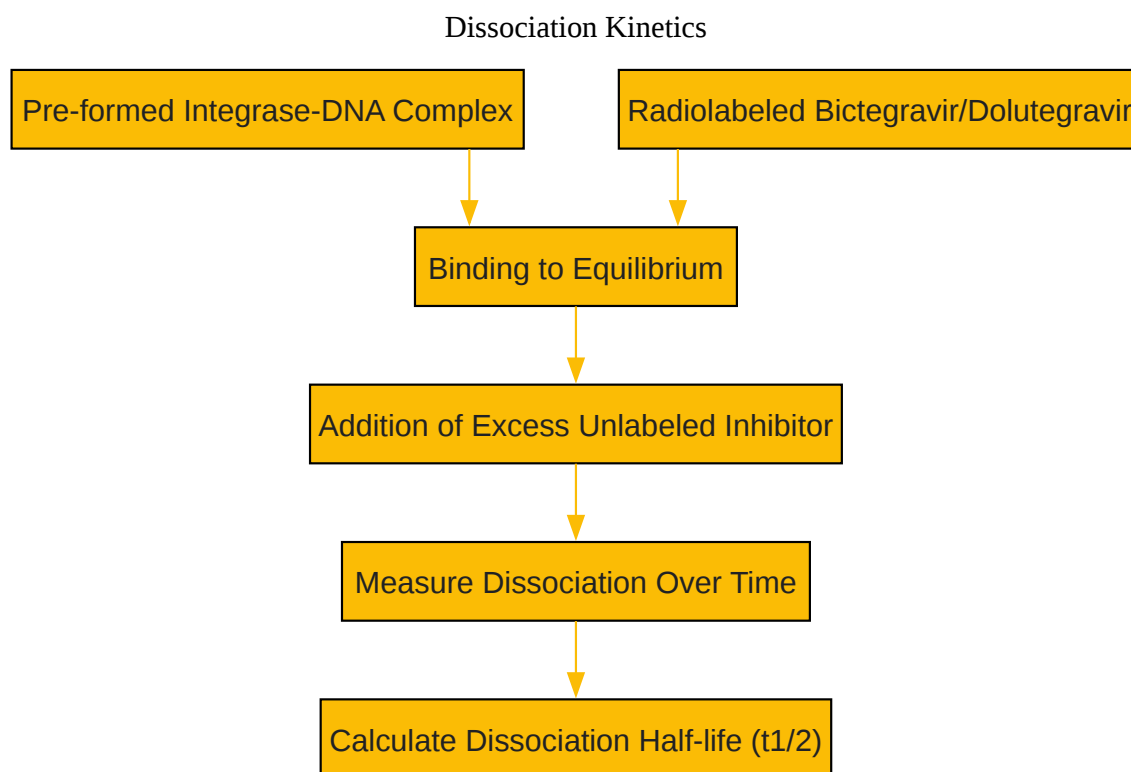 Dissociation Kinetics
Pre-formed Integrase-DNA Complex
Radiolabeled Bictegravir/Dolutegravir
Binding to Equilibrium
Addition of Excess Unlabeled Inhibitor
Measure Dissociation Over Time
Calculate Dissociation Half-life (t1/2)